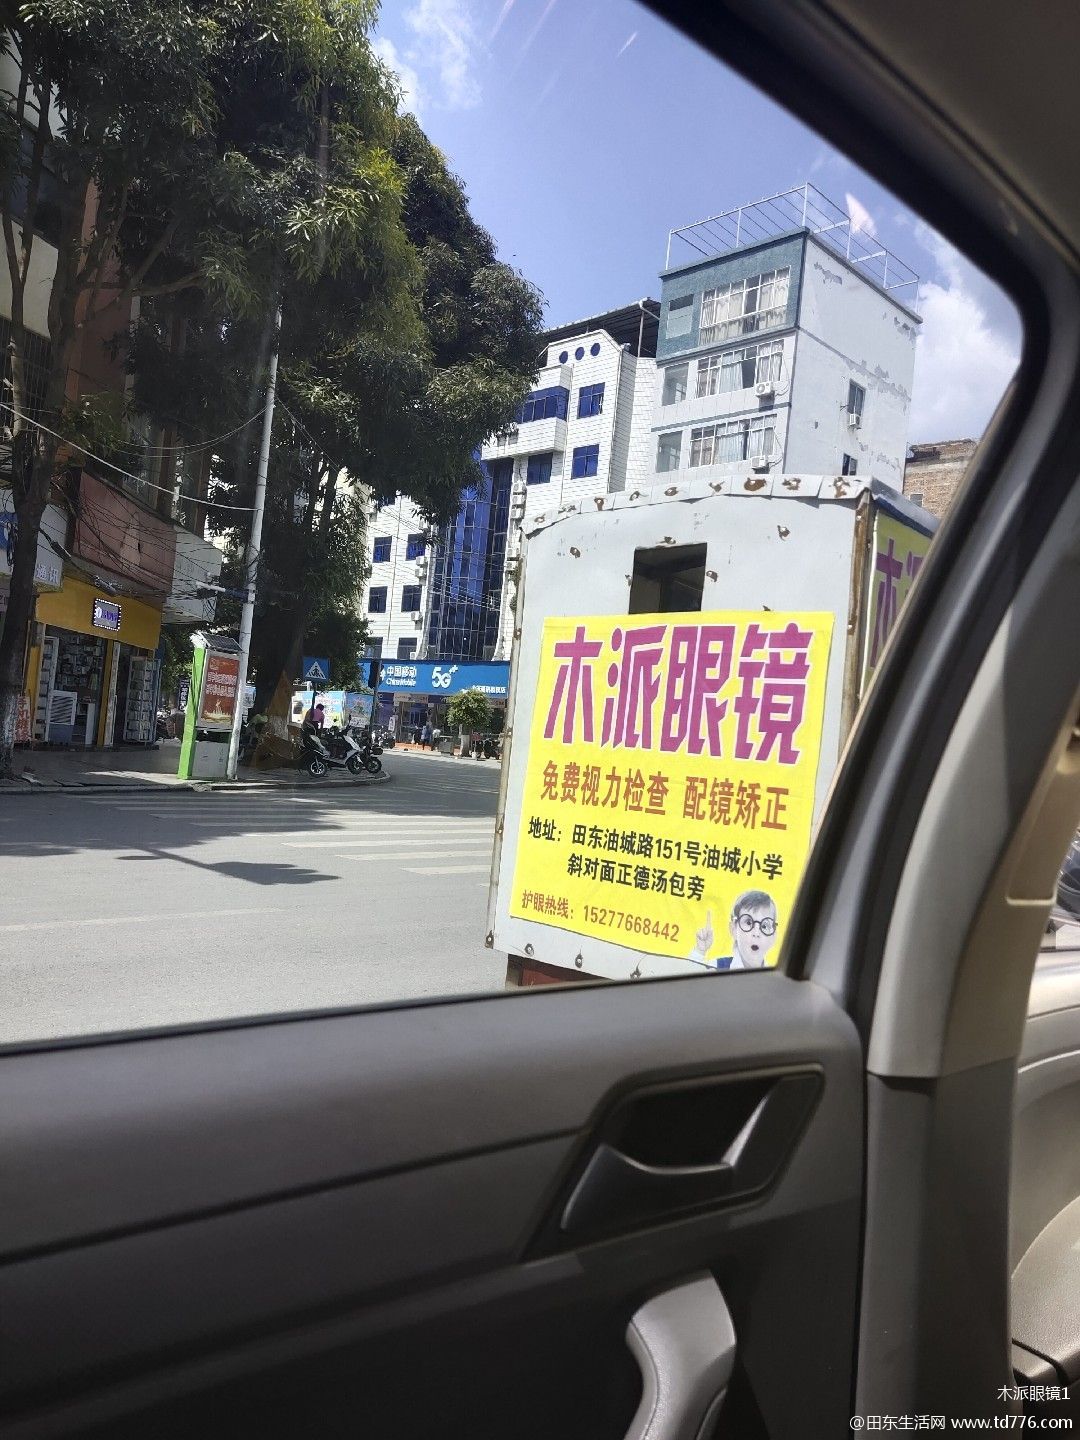 中国移动
China Mobile
5G
木派眼镜
免费视力检查 配镜矫正
地址：田东油城路151号油城小学
斜对面正德汤包旁
护眼热线：15277668442
木
木派眼镜1
@田东生活网 www.td776.com